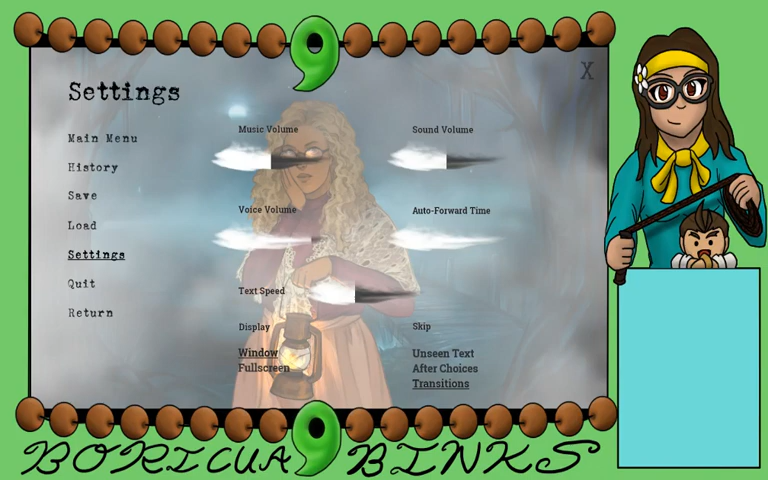 Settings
X
Main Menu
History
Save
Load
Settings
Quit
Return
Music Volume
Sound Volume
Voice Volume
Auto-Forward Time
Text Speed
Display
Window
Fullscreen
Skip
Unseen Text
After Choices
Transitions
BORICUA BINKS